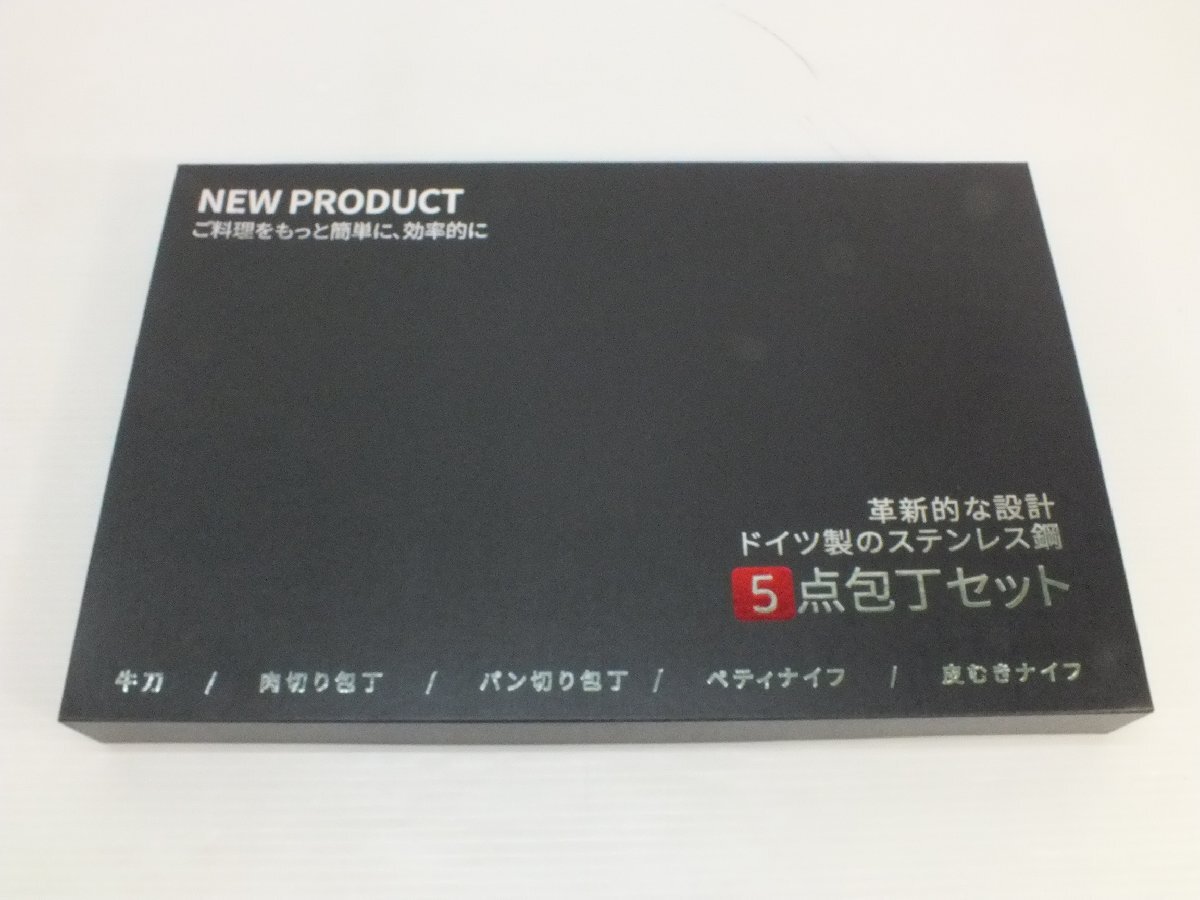 NEW PRODUCT
ご料理をもっと簡単に、効率的に
革新的な設計
ドイツ製のステンレス鋼
5点包丁セット
牛刀 / 肉切り包丁 / パン切り包丁 / ペティナイフ / 皮むきナイフ